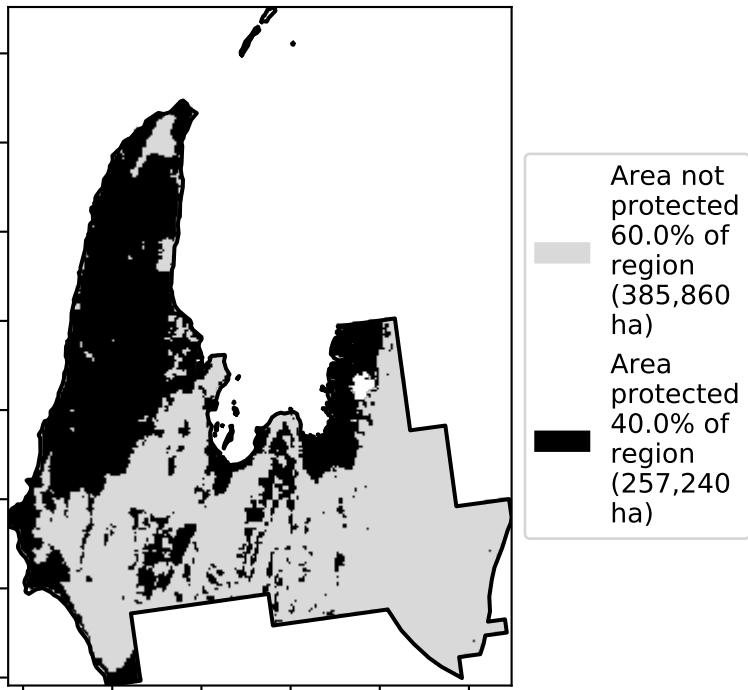 Area not
protected
60.0% of
region
(385,860
ha)
Area
protected
40.0% of
region
(257,240
ha)